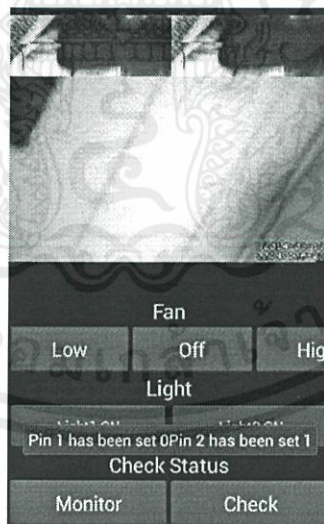 Fan
Low Off Hig
Light
Pin 1 has been set 0Pin 2 has been set 1
Check Status
Monitor Check